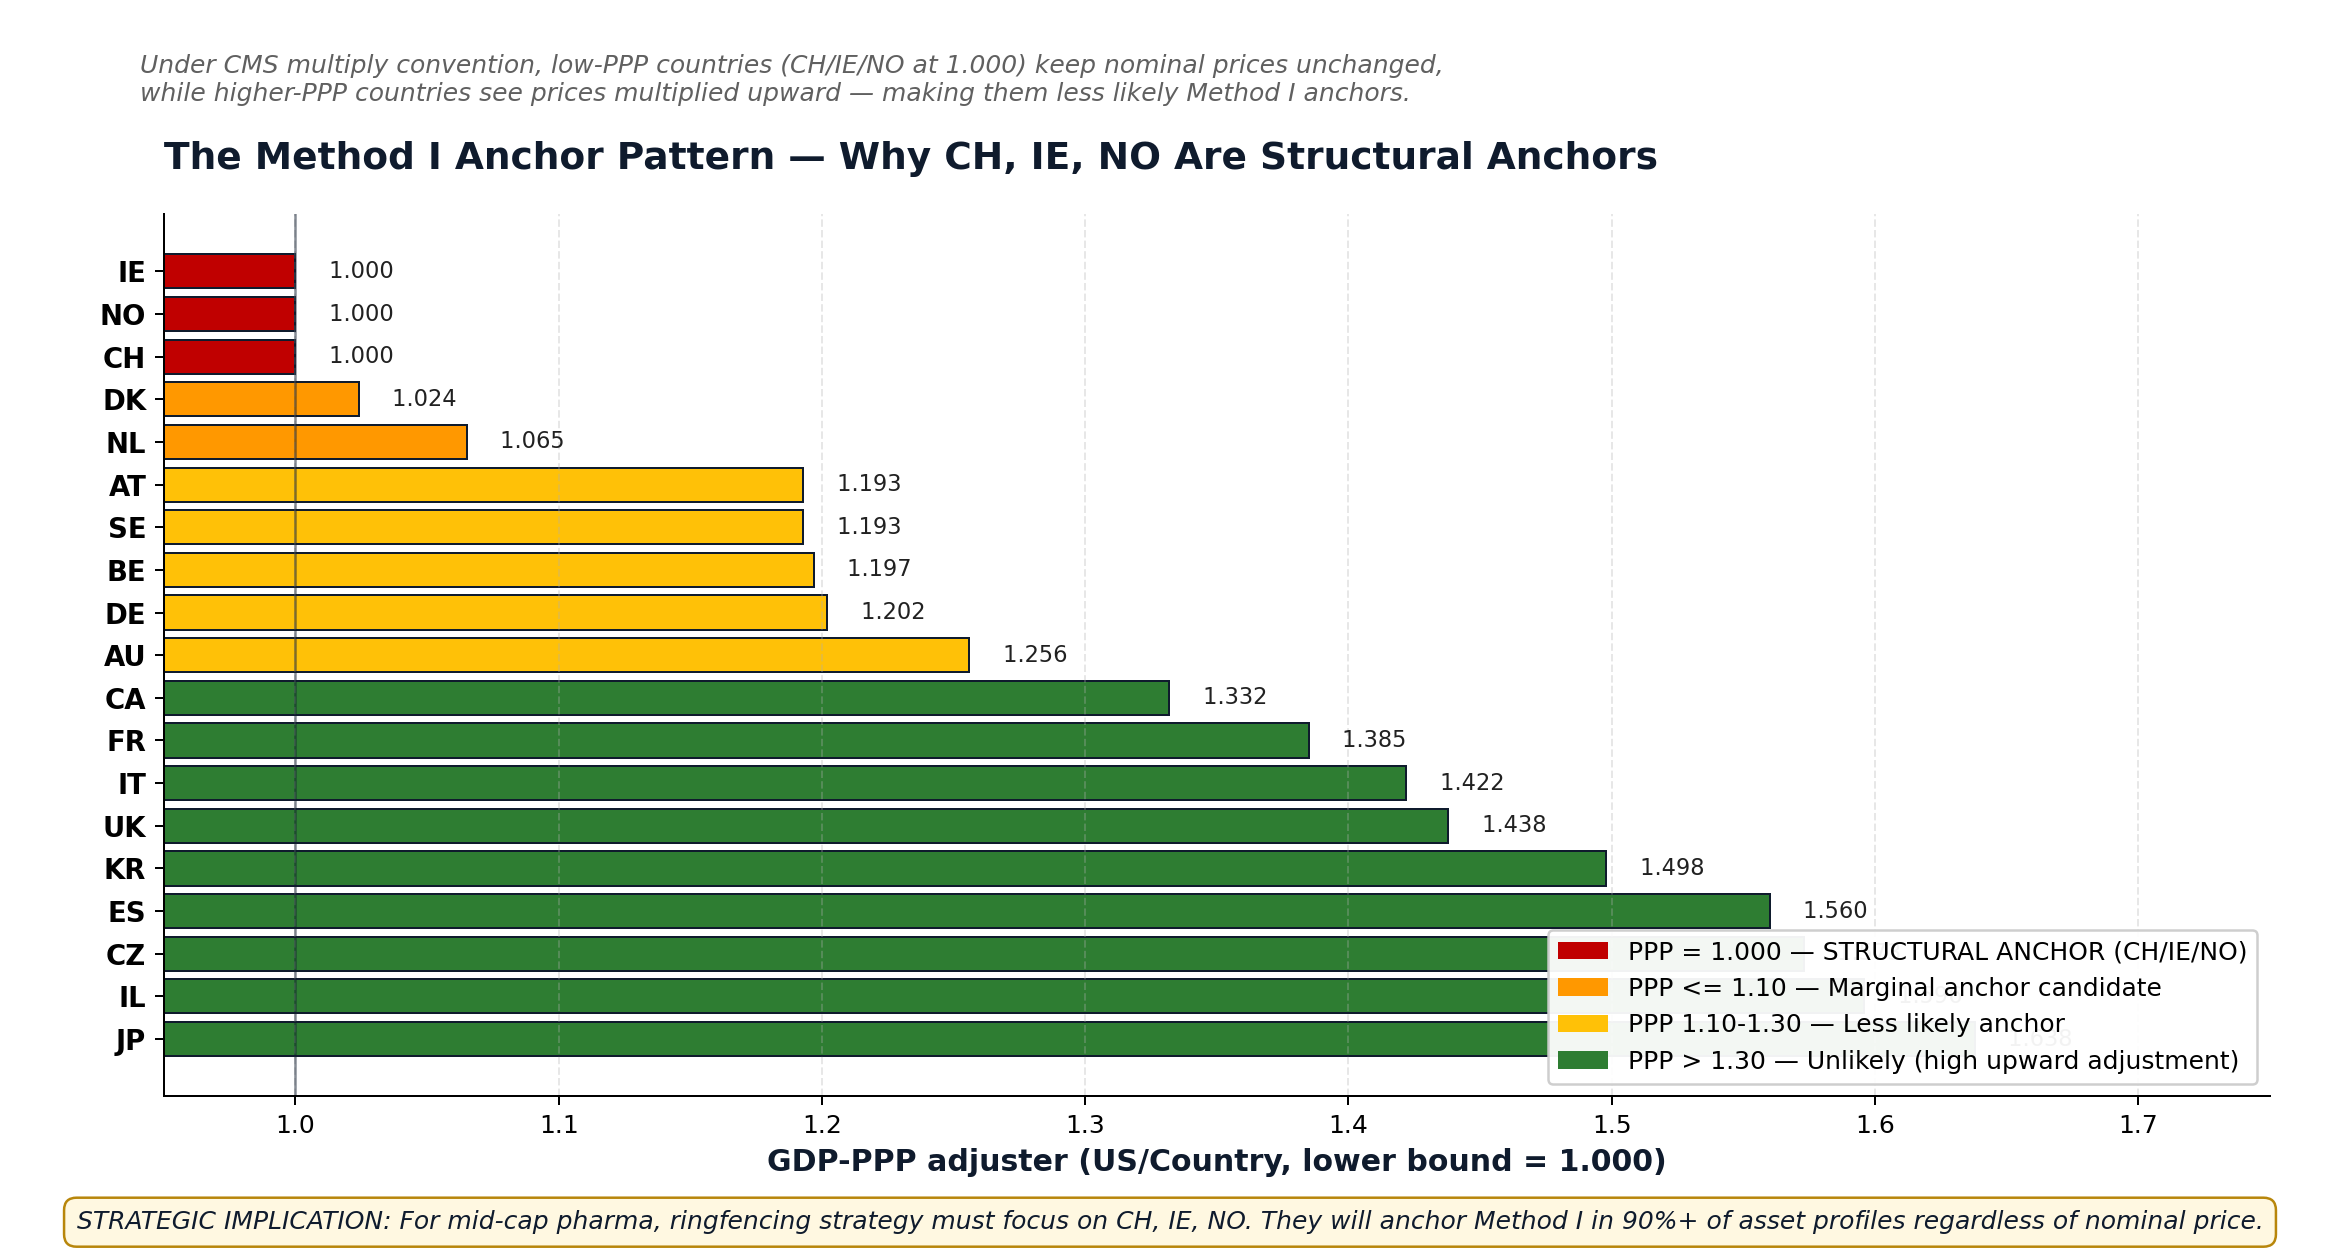 Under CMS multiply convention, low-PPP countries (CH/IE/NO at 1.000) keep nominal prices unchanged,
while higher-PPP countries see prices multiplied upward — making them less likely Method I anchors.
The Method I Anchor Pattern — Why CH, IE, NO Are Structural Anchors
IE 1.000
NO 1.000
CH 1.000
DK 1.024
NL 1.065
AT 1.193
SE 1.193
BE 1.197
DE 1.202
AU 1.256
CA 1.332
FR 1.385
IT 1.422
UK 1.438
KR 1.498
ES 1.560
CZ
IL
JP 1.638
PPP = 1.000 — STRUCTURAL ANCHOR (CH/IE/NO)
PPP <= 1.10 — Marginal anchor candidate
PPP 1.10-1.30 — Less likely anchor
PPP > 1.30 — Unlikely (high upward adjustment)
1.0 1.1 1.2 1.3 1.4 1.5 1.6 1.7
GDP-PPP adjuster (US/Country, lower bound = 1.000)
STRATEGIC IMPLICATION: For mid-cap pharma, ringfencing strategy must focus on CH, IE, NO. They will anchor Method I in 90%+ of asset profiles regardless of nominal price.